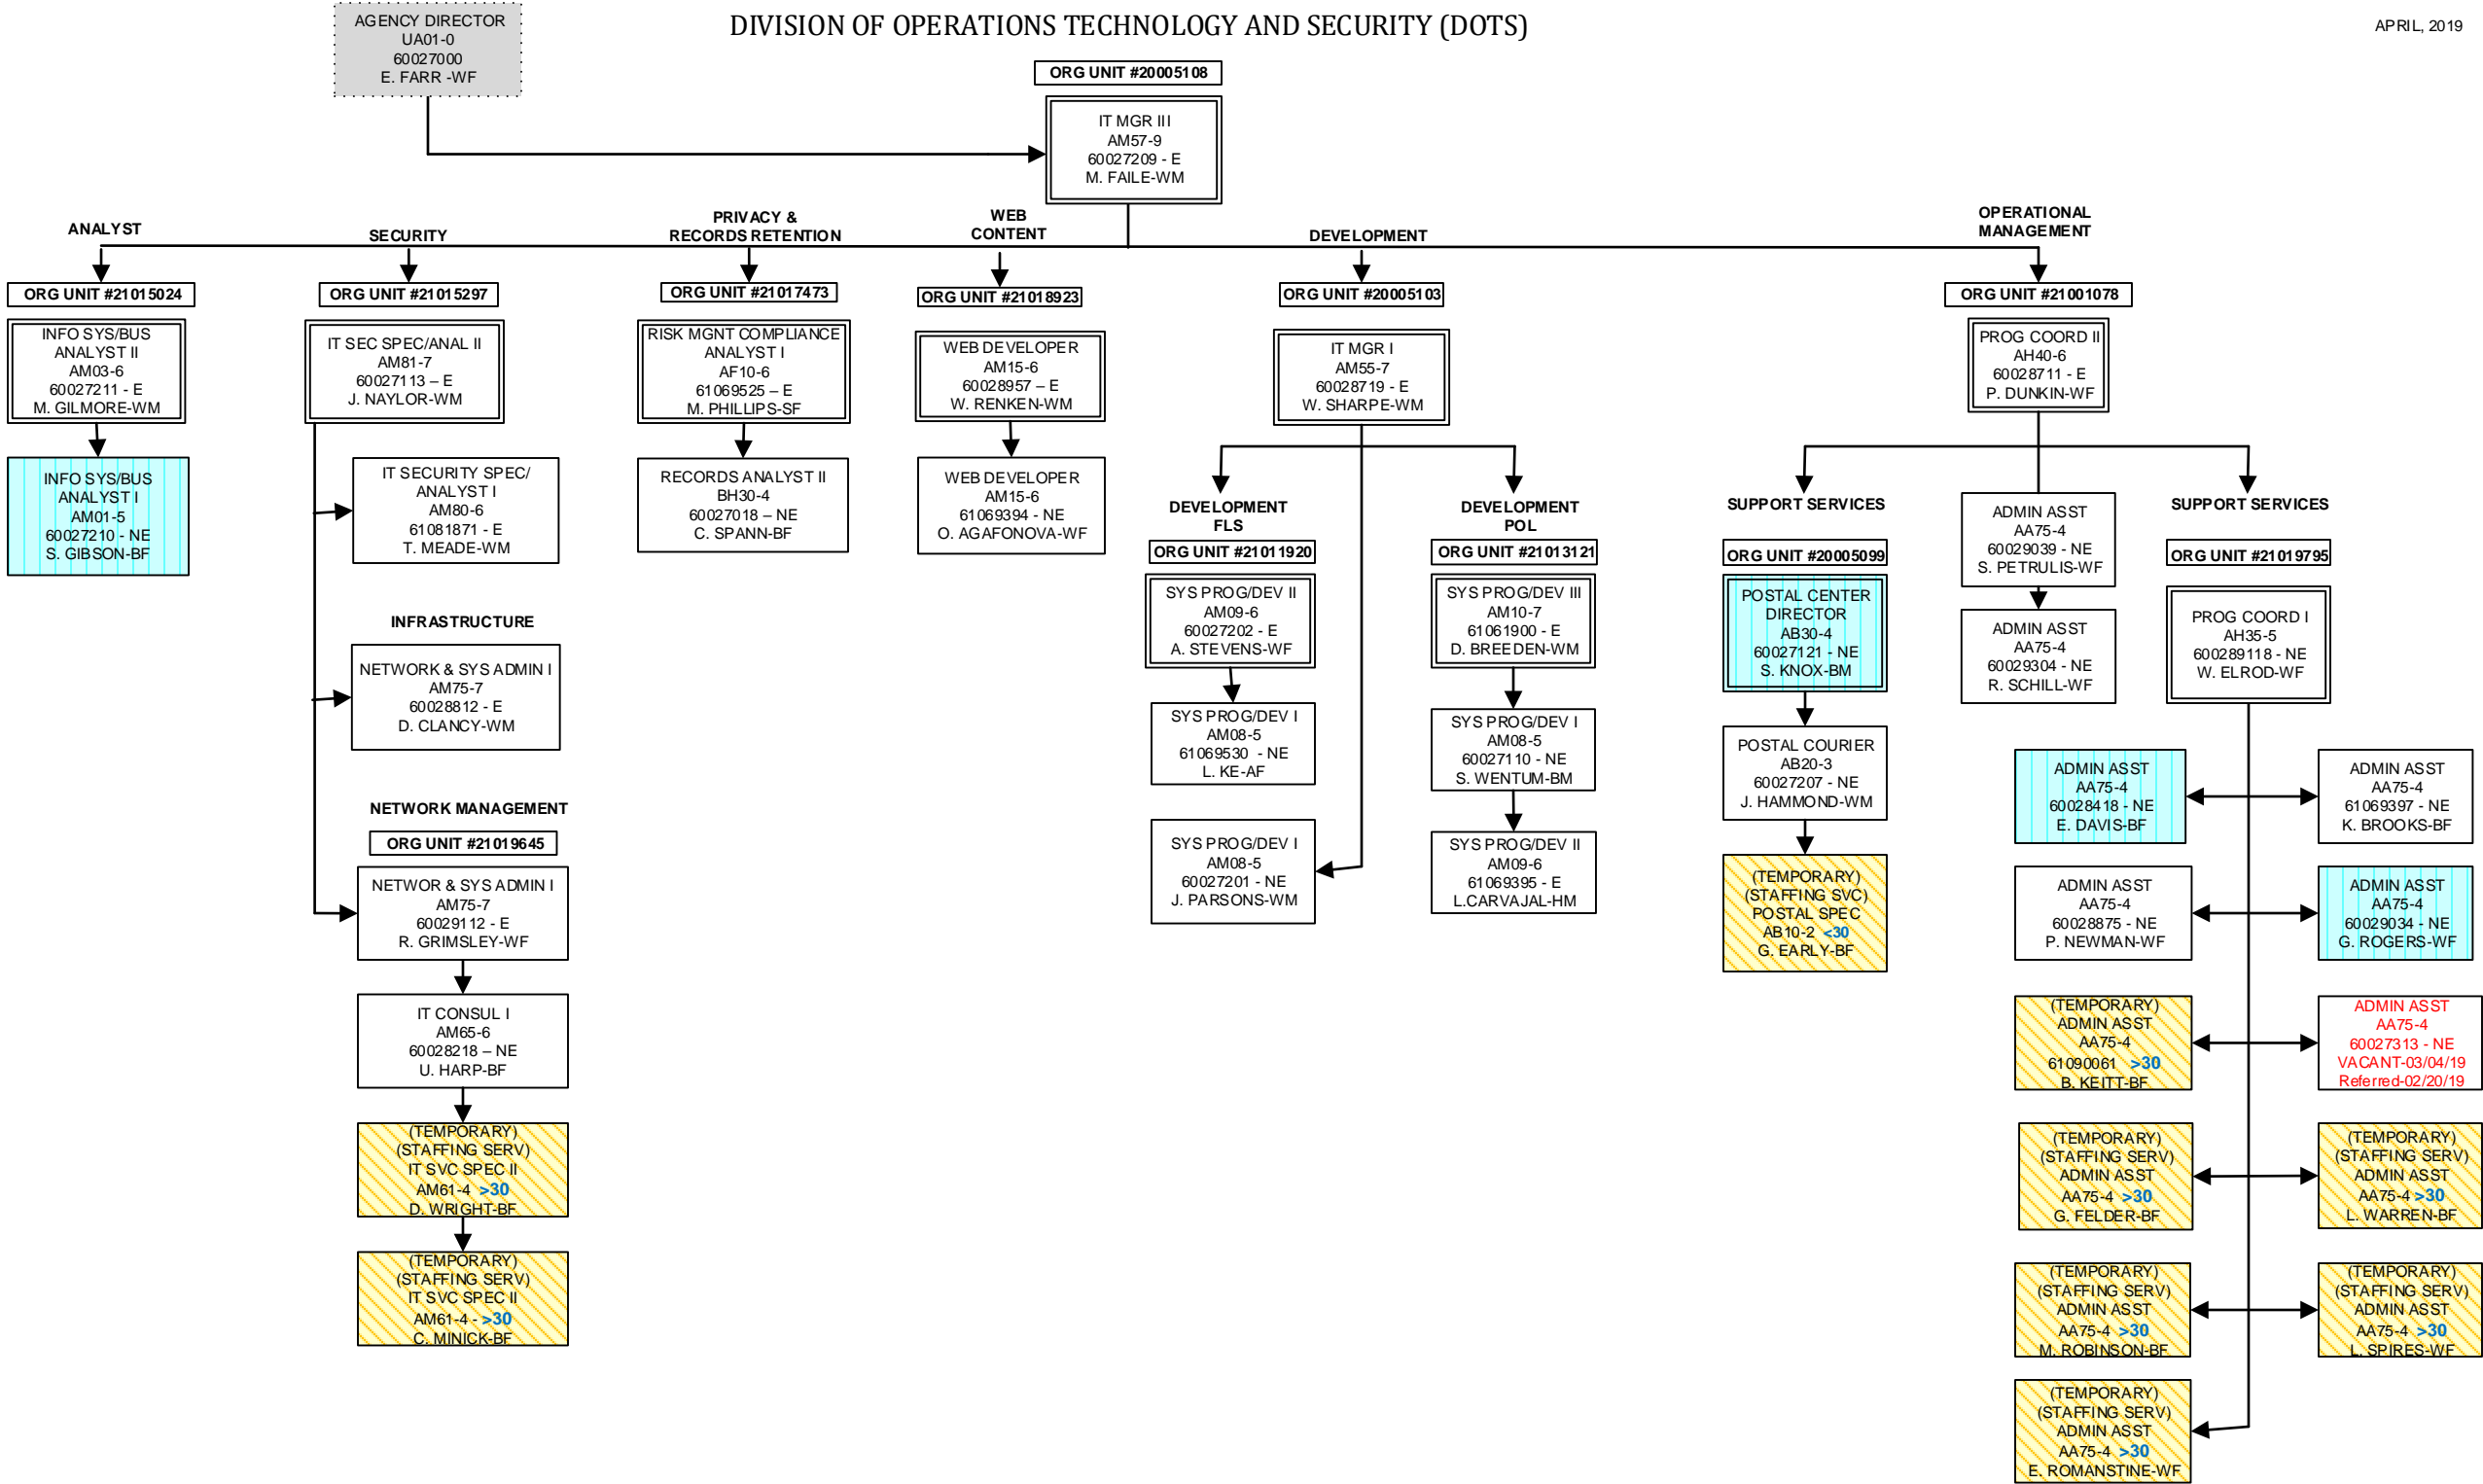 DIVISION OF OPERATIONS TECHNOLOGY AND SECURITY (DOTS)
APRIL, 2019
AGENCY DIRECTOR
UA01-0
60027000
E. FARR -WF
ORG UNIT #20005108
IT MGR III
AM57-9
60027209 - E
M. FAILE-WM
ANALYST
ORG UNIT #21015024
INFO SYS/BUS
ANALYST II
AM03-6
60027211 - E
M. GILMORE-WM
INFO SYS/BUS
ANALYST I
AM01-5
60027210 - NE
S. GIBSON-BF
SECURITY
ORG UNIT #21015297
IT SEC SPEC/ANAL II
AM81-7
60027113 – E
J. NAYLOR-WM
IT SECURITY SPEC/
ANALYST I
AM80-6
61081871 - E
T. MEADE-WM
INFRASTRUCTURE
NETWORK & SYS ADMIN I
AM75-7
60028812 - E
D. CLANCY-WM
NETWORK MANAGEMENT
ORG UNIT #21019645
NETWOR & SYS ADMIN I
AM75-7
60029112 - E
R. GRIMSLEY-WF
IT CONSUL I
AM65-6
60028218 – NE
U. HARP-BF
(TEMPORARY)
(STAFFING SERV)
IT SVC SPEC II
AM61-4 >30
D. WRIGHT-BF
(TEMPORARY)
(STAFFING SERV)
IT SVC SPEC II
AM61-4 - >30
C. MINICK-BF
PRIVACY &
RECORDS RETENTION
ORG UNIT #21017473
RISK MGNT COMPLIANCE
ANALYST I
AF10-6
61069525 – E
M. PHILLIPS-SF
RECORDS ANALYST II
BH30-4
60027018 – NE
C. SPANN-BF
WEB
CONTENT
ORG UNIT #21018923
WEB DEVELOPER
AM15-6
60028957 – E
W. RENKEN-WM
WEB DEVELOPER
AM15-6
61069394 - NE
O. AGAFONOVA-WF
DEVELOPMENT
ORG UNIT #20005103
IT MGR I
AM55-7
60028719 - E
W. SHARPE-WM
DEVELOPMENT
FLS
ORG UNIT #21011920
SYS PROG/DEV II
AM09-6
60027202 - E
A. STEVENS-WF
SYS PROG/DEV I
AM08-5
61069530 - NE
L. KE-AF
SYS PROG/DEV I
AM08-5
60027201 - NE
J. PARSONS-WM
DEVELOPMENT
POL
ORG UNIT #21013121
SYS PROG/DEV III
AM10-7
61061900 - E
D. BREEDEN-WM
SYS PROG/DEV I
AM08-5
60027110 - NE
S. WENTUM-BM
SYS PROG/DEV II
AM09-6
61069395 - E
L.CARVAJAL-HM
OPERATIONAL
MANAGEMENT
ORG UNIT #21001078
PROG COORD II
AH40-6
60028711 - E
P. DUNKIN-WF
SUPPORT SERVICES
ORG UNIT #20005099
POSTAL CENTER
DIRECTOR
AB30-4
60027121 - NE
S. KNOX-BM
POSTAL COURIER
AB20-3
60027207 - NE
J. HAMMOND-WM
(TEMPORARY)
(STAFFING SVC)
POSTAL SPEC
AB10-2 <30
G. EARLY-BF
ADMIN ASST
AA75-4
60029039 - NE
S. PETRULIS-WF
ADMIN ASST
AA75-4
60029304 - NE
R. SCHILL-WF
SUPPORT SERVICES
ORG UNIT #21019795
PROG COORD I
AH35-5
600289118 - NE
W. ELROD-WF
ADMIN ASST
AA75-4
60028418 - NE
E. DAVIS-BF
ADMIN ASST
AA75-4
61069397 - NE
K. BROOKS-BF
ADMIN ASST
AA75-4
60028875 - NE
P. NEWMAN-WF
ADMIN ASST
AA75-4
60029034 - NE
G. ROGERS-WF
(TEMPORARY)
ADMIN ASST
AA75-4
61090061 >30
B. KEITT-BF
ADMIN ASST
AA75-4
60027313 - NE
VACANT-03/04/19
Referred-02/20/19
(TEMPORARY)
(STAFFING SERV)
ADMIN ASST
AA75-4 >30
G. FELDER-BF
(TEMPORARY)
(STAFFING SERV)
ADMIN ASST
AA75-4 >30
L. WARREN-BF
(TEMPORARY)
(STAFFING SERV)
ADMIN ASST
AA75-4 >30
M. ROBINSON-BF
(TEMPORARY)
(STAFFING SERV)
ADMIN ASST
AA75-4 >30
L. SPIRES-WF
(TEMPORARY)
(STAFFING SERV)
ADMIN ASST
AA75-4 >30
E. ROMANSTINE-WF